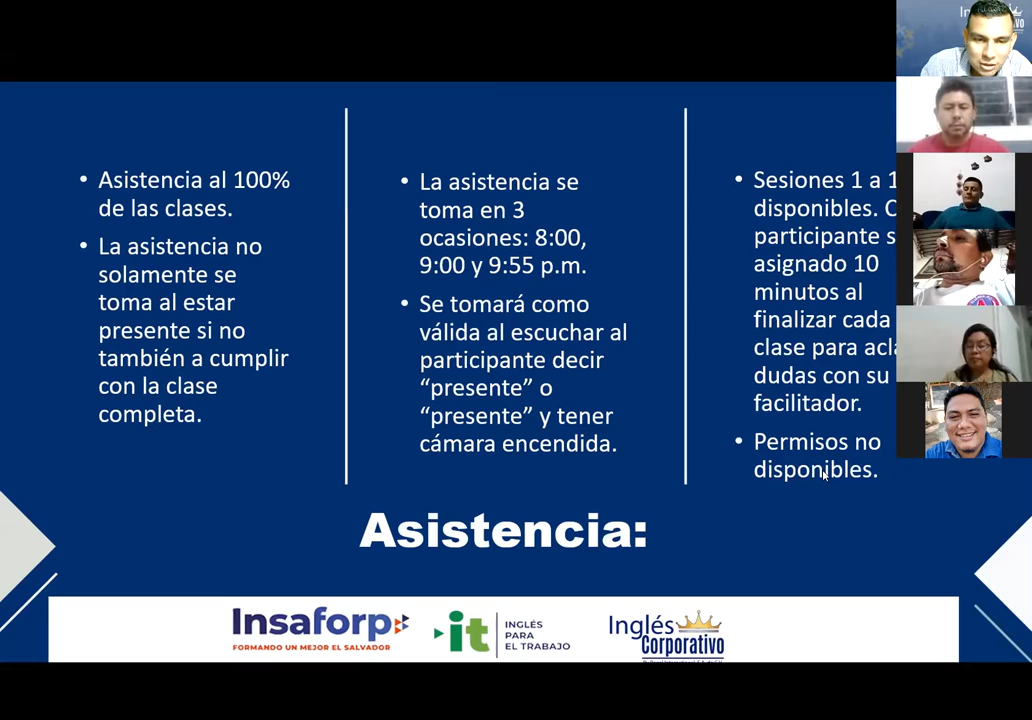 Asistencia al 100%
de las clases.
La asistencia no
solamente se
toma al estar
presente si no
también a cumplir
con la clase
completa.
La asistencia se
toma en 3
ocasiones: 8:00,
9:00 y 9:55 p.m.
Se tomará como
válida al escuchar al
participante decir
“presente” o
“presente” y tener
cámara encendida.
Sesiones 1 a 1
disponibles.
participante
asignado 10
minutos al
finalizar cada
clase para
dudas con su
facilitador.
Permisos no
disponibles.
Asistencia:
Insaforp
FORMANDO UN MEJOR EL SALVADOR
it
INGLÉS
PARA
EL TRABAJO
Inglés
Corporativo